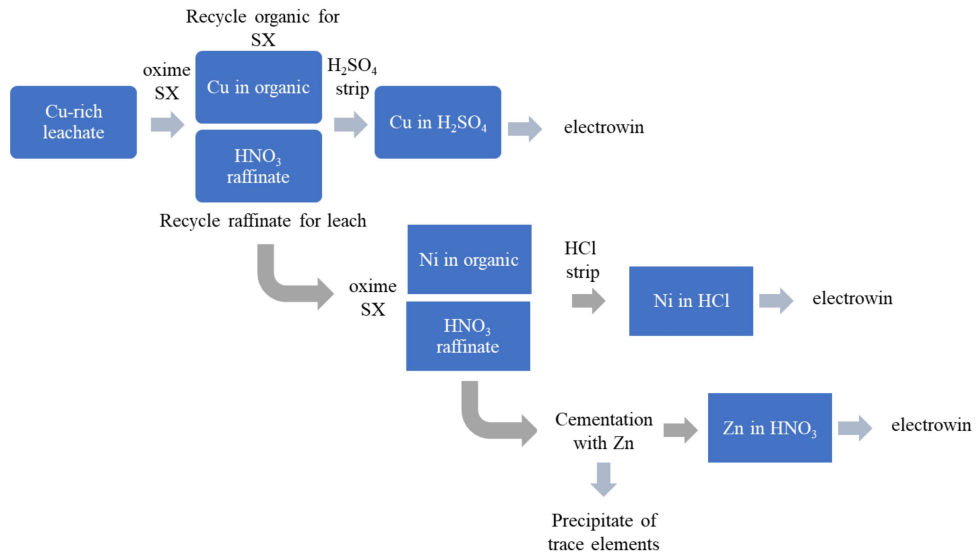 Recycle organic for
SX
oxime
SX
H₂SO₄
strip
Cu-rich
leachate
Cu in organic
HNO₃
raffinate
Cu in H₂SO₄
electrowin
Recycle raffinate for leach
oxime
SX
Ni in organic
HNO₃
raffinate
HCl
strip
Ni in HCl
electrowin
Cementation
with Zn
Zn in HNO₃
electrowin
Precipitate of
trace elements